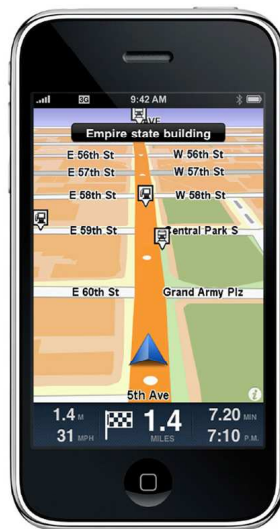 3G 9:42 AM
AVE
Empire state building
E 56th St W 56th St
E 57th St W 57th St
E 58th St W 58th St
E 59th St Central Park S
E 60th St Grand Army Plz
5th Ave
1.4 M 1.4 7.20 MIN
31 MPH MILES 7:10 P.M.